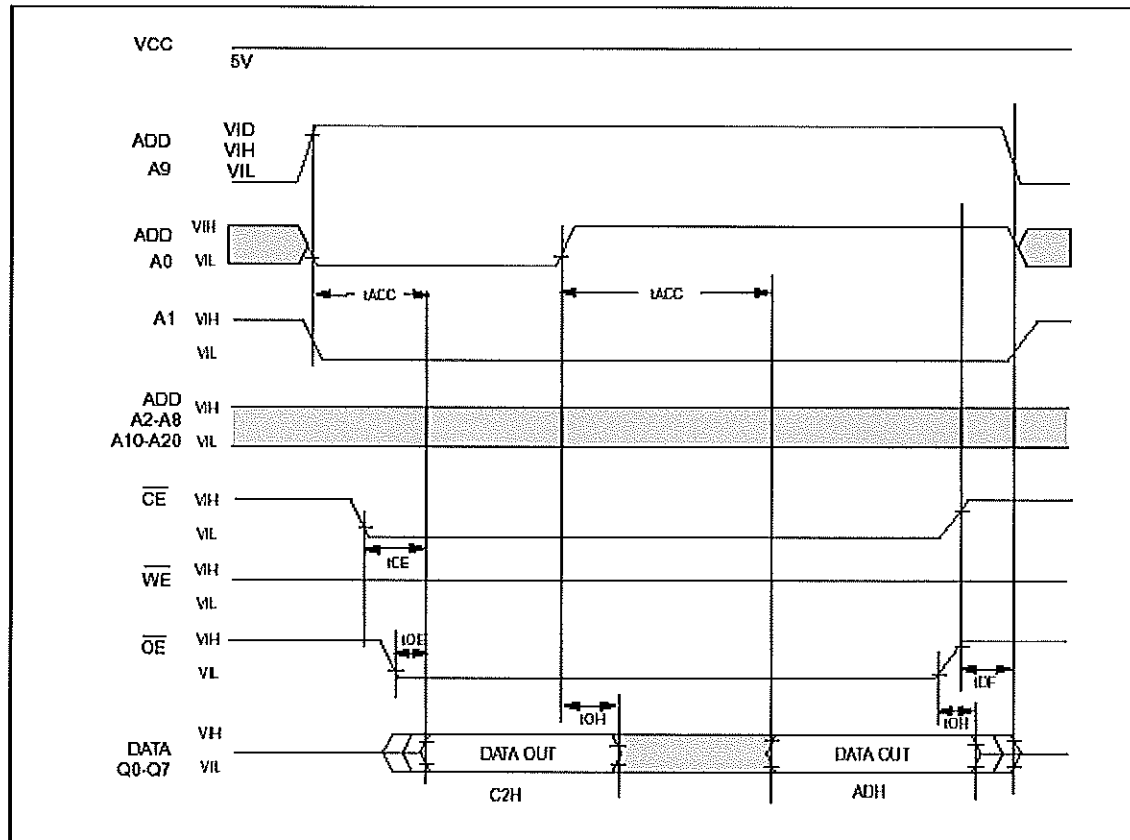 VCC
5V
ADD
A9
VID
VIH
VIL
ADD
A0
VIH
VIL
tACC
tACC
A1
VIH
VIL
ADD
A2-A8
A10-A20
VIH
VIL
CE
VIH
VIL
tCE
WE
VIH
VIL
OE
VIH
VIL
tOE
tDF
tOH
tOH
DATA
Q0-Q7
VIH
VIL
DATA OUT
DATA OUT
C2H
ADH